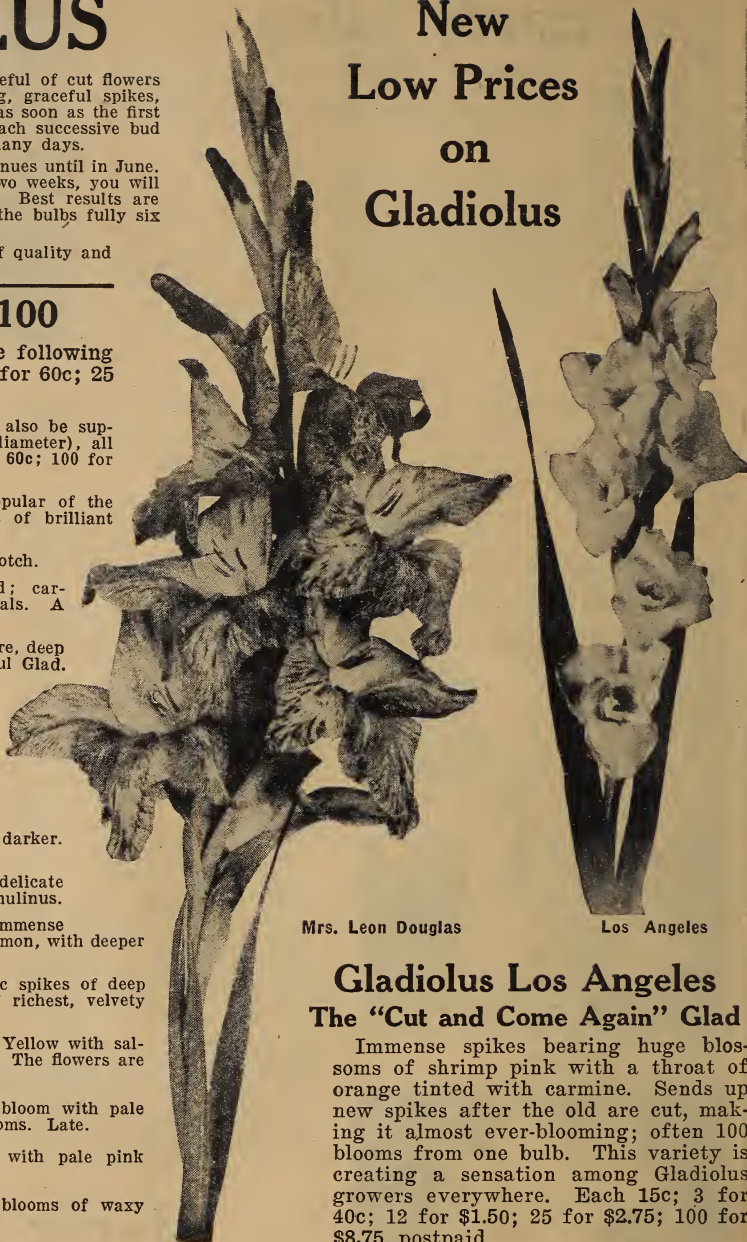 LUS
eful of cut flowers
g, graceful spikes,
as soon as the first
ach successive bud
any days.
nues until in June.
wo weeks, you will
Best results are
the bulbs fully six
f quality and
100
e following
for 60c; 25
also be sup-
diameter), all
60c; 100 for
pular of the
of brilliant
otch.
d; car-
als. A
re, deep
ul Glad.
darker.
delicate
nulinus.
mmense
mon, with deeper
c spikes of deep
richest, velvety
Yellow with sal-
The flowers are
bloom with pale
oms. Late.
with pale pink
blooms of waxy
New
Low Prices
on
Gladiolus
Mrs. Leon Douglas
Los Angeles
Gladiolus Los Angeles
The “Cut and Come Again” Glad
Immense spikes bearing huge blos-
soms of shrimp pink with a throat of
orange tinted with carmine. Sends up
new spikes after the old are cut, mak-
ing it almost ever-blooming; often 100
blooms from one bulb. This variety is
creating a sensation among Gladiolus
growers everywhere. Each 15c; 3 for
40c; 12 for $1.50; 25 for $2.75; 100 for
$8.75 postpaid